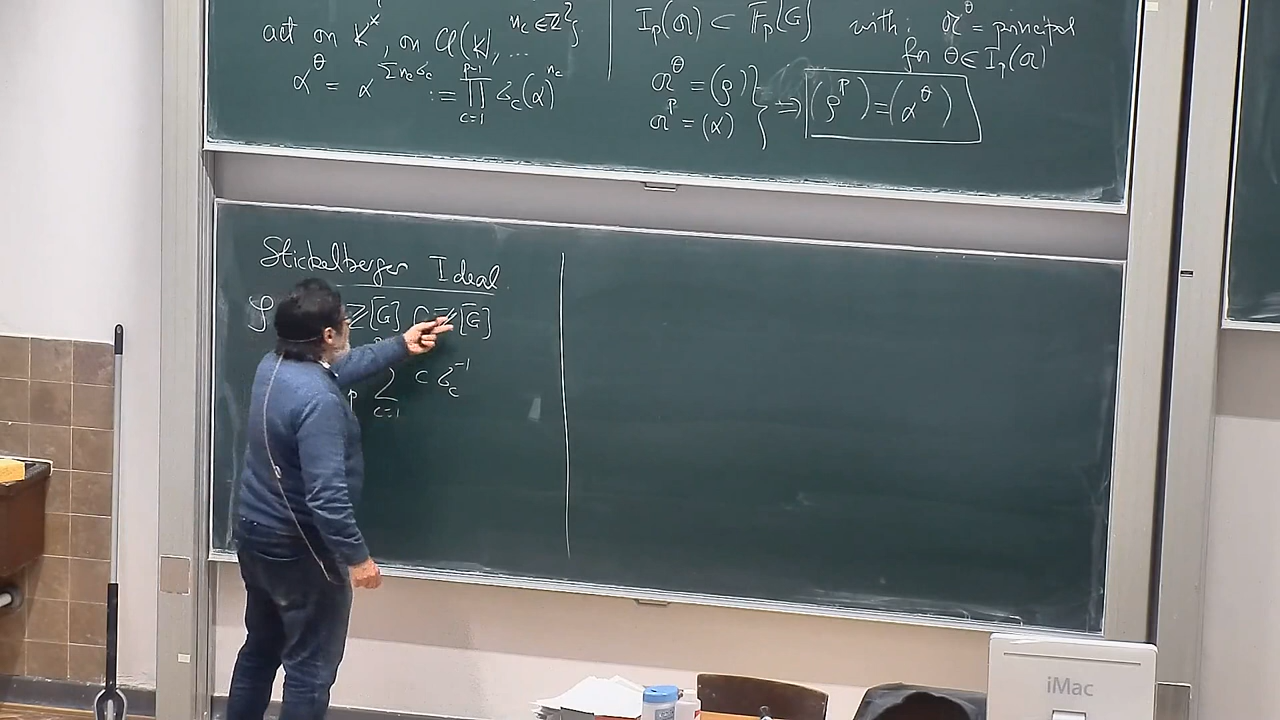 act on K^×, on Cl(K), ...
n_c ∈ ℤ}
α^θ = α^{Σ n_c σ_c} := ∏_{c=1}^{p-1} σ_c(α)^{n_c}
I_p(𝔞) ⊂ 𝔽_p[G] with: 𝔞^θ = principal
for θ ∈ I_p(𝔞)
𝔞^θ = (ρ)
𝔞^p = (α) } ⇒ (ρ^p) = (α^θ)
Stickelberger Ideal
ℤ[G] ∩ ℤ[G]
p Σ_{c=1} c σ_c^{-1}
iMac